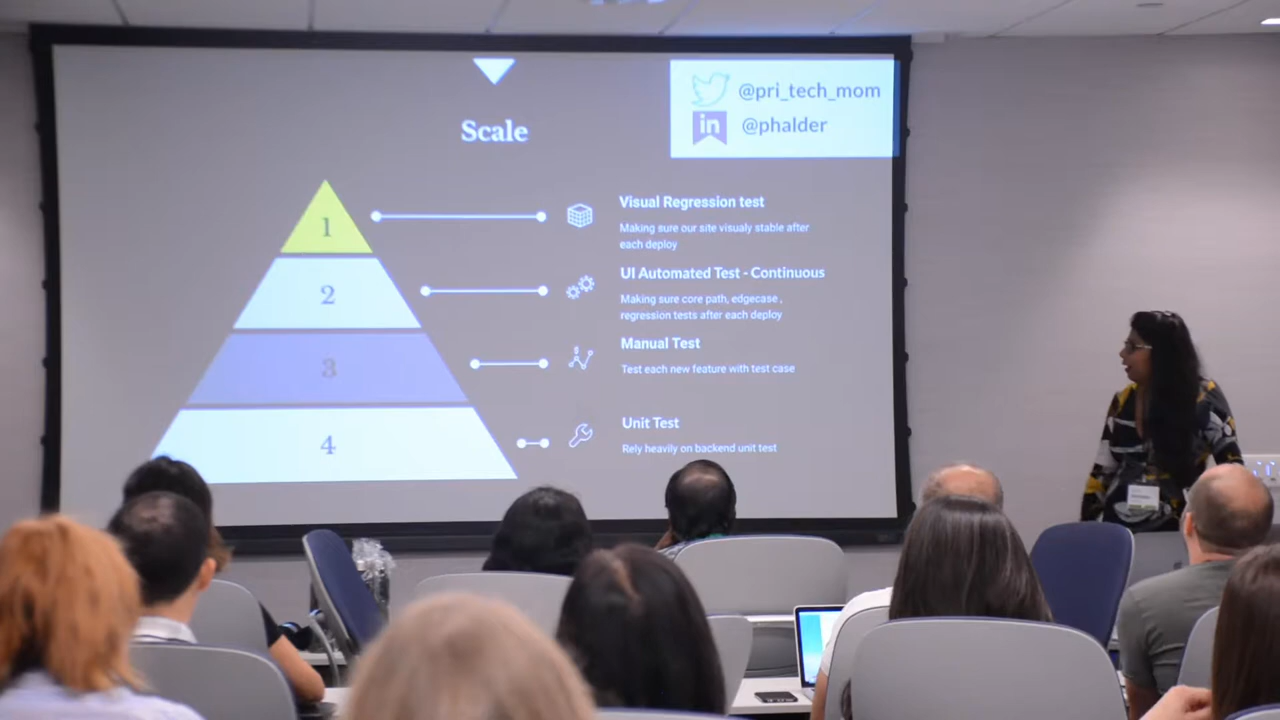 @pri_tech_mom
in @phalder
Scale
1
Visual Regression test
Making sure our site visualy stable after
each deploy
2
UI Automated Test - Continuous
Making sure core path, edgecase ,
regression tests after each deploy
3
Manual Test
Test each new feature with test case
4
Unit Test
Rely heavily on backend unit test